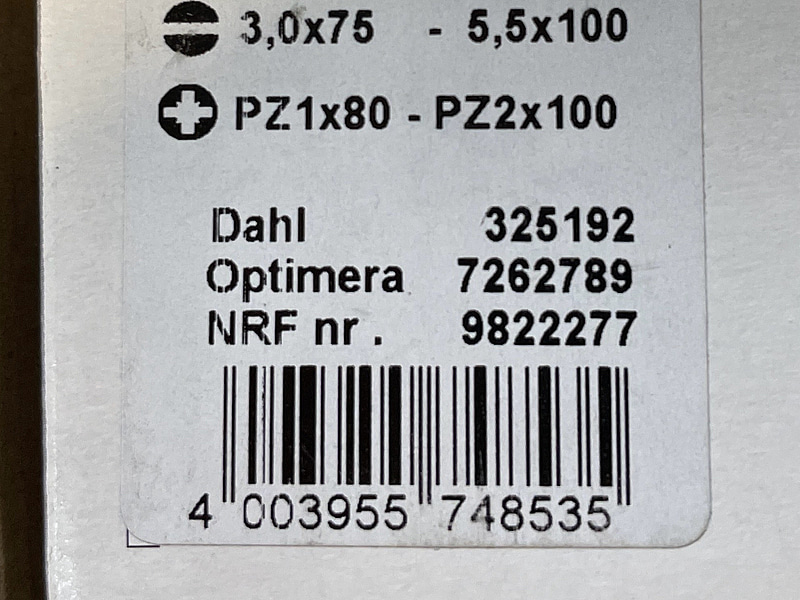 3,0x75 - 5,5x100
PZ1x80 - PZ2x100
Dahl 325192
Optimera 7262789
NRF nr. 9822277
4 003955 748535